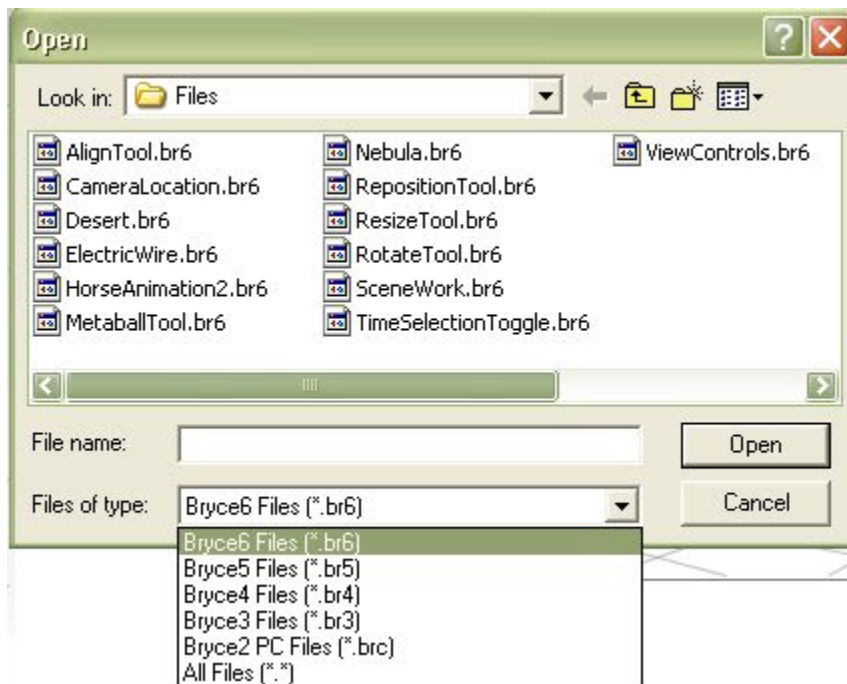 Open
Look in: Files
AlignTool.br6
CameraLocation.br6
Desert.br6
ElectricWire.br6
HorseAnimation2.br6
MetaballTool.br6
Nebula.br6
RepositionTool.br6
ResizeTool.br6
RotateTool.br6
SceneWork.br6
TimeSelectionToggle.br6
ViewControls.br6
File name:
Open
Files of type: Bryce6 Files (*.br6)
Cancel
Bryce6 Files (*.br6)
Bryce5 Files (*.br5)
Bryce4 Files (*.br4)
Bryce3 Files (*.br3)
Bryce2 PC Files (*.brc)
All Files (*.*)